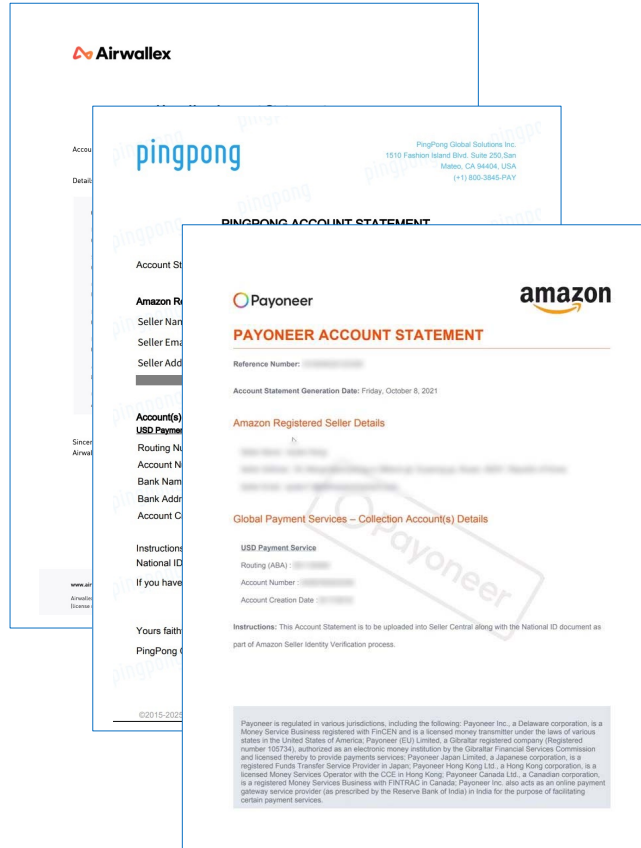 Airwallex
Accou
Detail
Sincer
Airwal
www.air
Airwalle
(license
pingpong
PingPong Global Solutions Inc.
1510 Fashion Island Blvd. Suite 250,San
Mateo, CA 94404, USA
(+1) 800-3845-PAY
PINGPONG ACCOUNT STATEMENT
Account St
Amazon Re
Seller Nam
Seller Ema
Seller Add
Account(s)
USD Paymen
Routing Nu
Account N
Bank Nam
Bank Addr
Account C
Instructions
National ID
If you have
Yours faith
PingPong
©2015-2025
Payoneer
amazon
PAYONEER ACCOUNT STATEMENT
Reference Number:
Account Statement Generation Date: Friday, October 8, 2021
Amazon Registered Seller Details
Global Payment Services – Collection Account(s) Details
USD Payment Service
Routing (ABA) :
Account Number :
Account Creation Date :
Payoneer
Instructions: This Account Statement is to be uploaded into Seller Central along with the National ID document as
part of Amazon Seller Identity Verification process.
Payoneer is regulated in various jurisdictions, including the following: Payoneer Inc., a Delaware corporation, is a
Money Service Business registered with FinCEN and is a licensed money transmitter under the laws of various
states in the United States of America; Payoneer (EU) Limited, a Gibraltar registered company (Registered
number 105734), authorized as an electronic money institution by the Gibraltar Financial Services Commission
and licensed thereby to provide payments services; Payoneer Japan Limited, a Japanese corporation, is a
registered Funds Transfer Service Provider in Japan; Payoneer Hong Kong Ltd., a Hong Kong corporation, is a
licensed Money Services Operator with the CCE in Hong Kong; Payoneer Canada Ltd., a Canadian corporation,
is a registered Money Services Business with FINTRAC in Canada; Payoneer Inc. also acts as an online payment
gateway service provider (as prescribed by the Reserve Bank of India) in India for the purpose of facilitating
certain payment services.